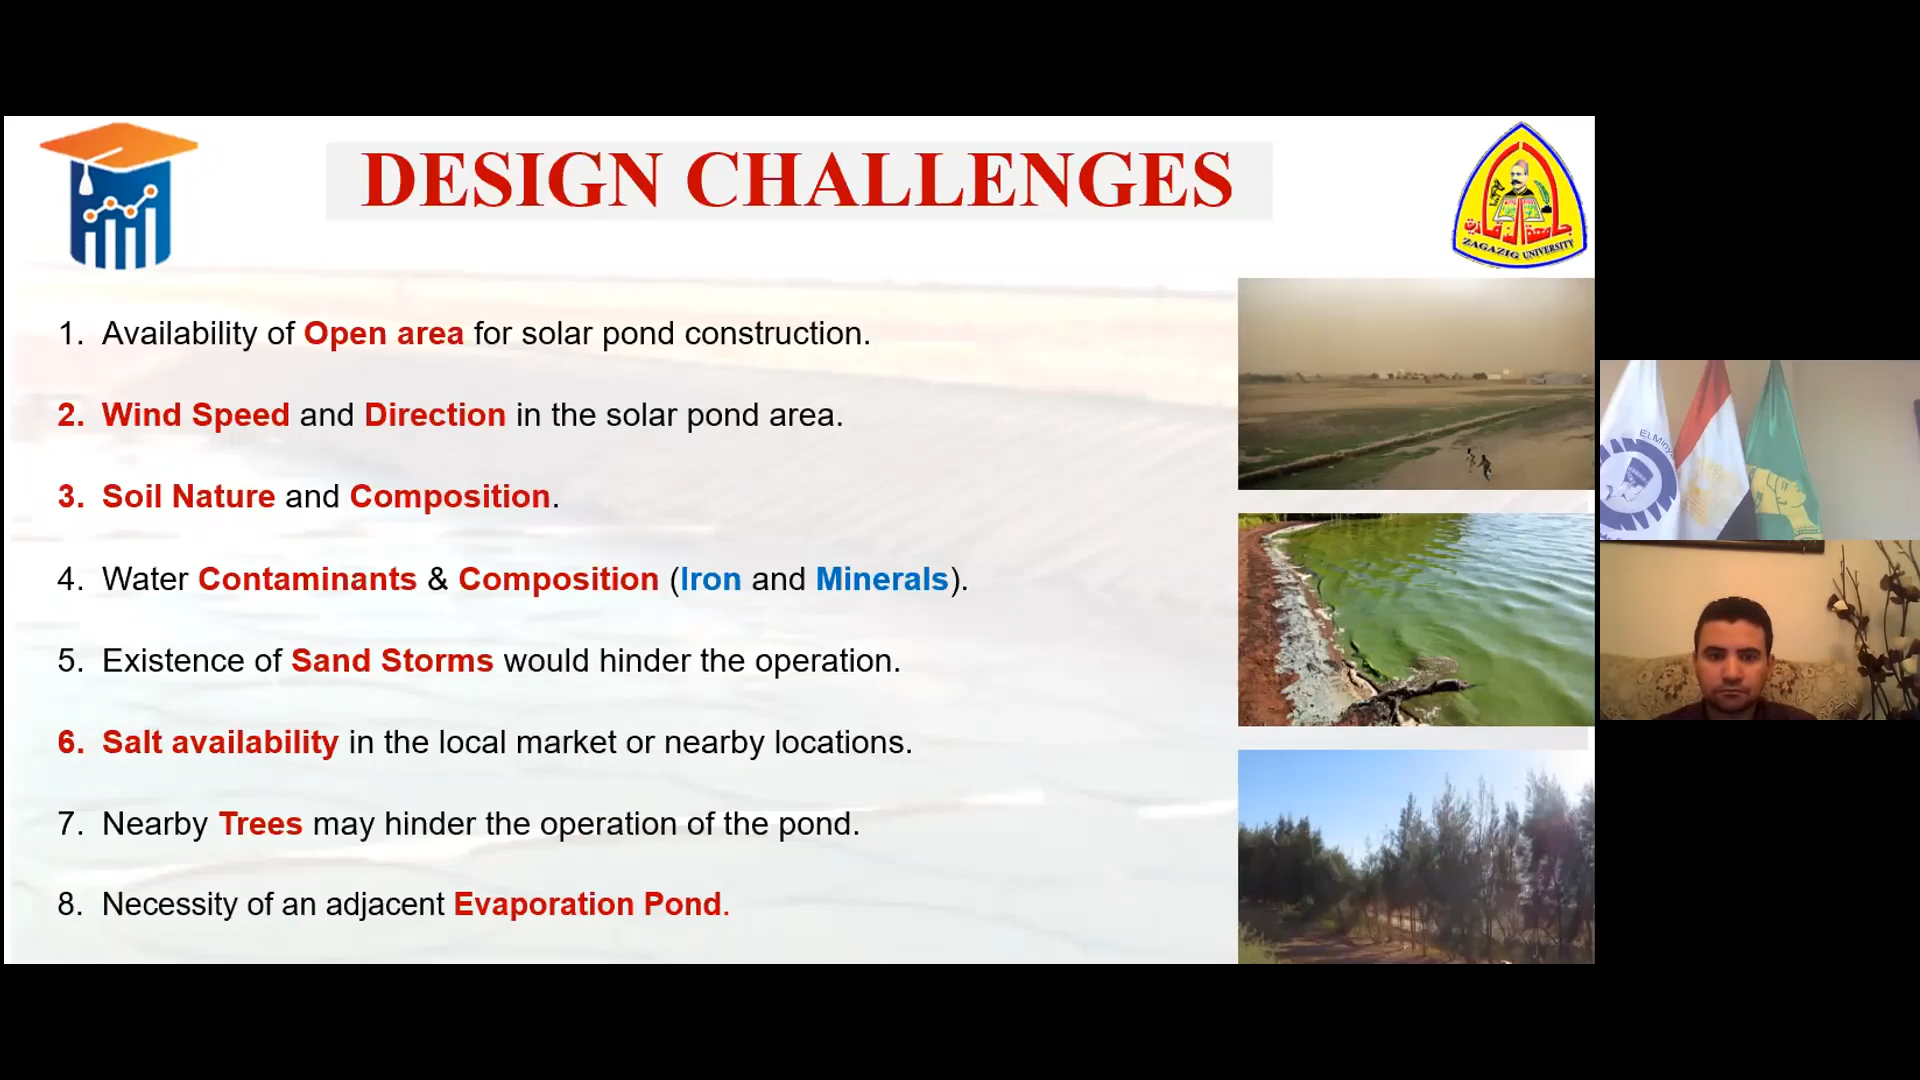 DESIGN CHALLENGES
جامعة الزقازيق
ZAGAZIG UNIVERSITY
1. Availability of Open area for solar pond construction.
2. Wind Speed and Direction in the solar pond area.
3. Soil Nature and Composition.
4. Water Contaminants & Composition (Iron and Minerals).
5. Existence of Sand Storms would hinder the operation.
6. Salt availability in the local market or nearby locations.
7. Nearby Trees may hinder the operation of the pond.
8. Necessity of an adjacent Evaporation Pond.